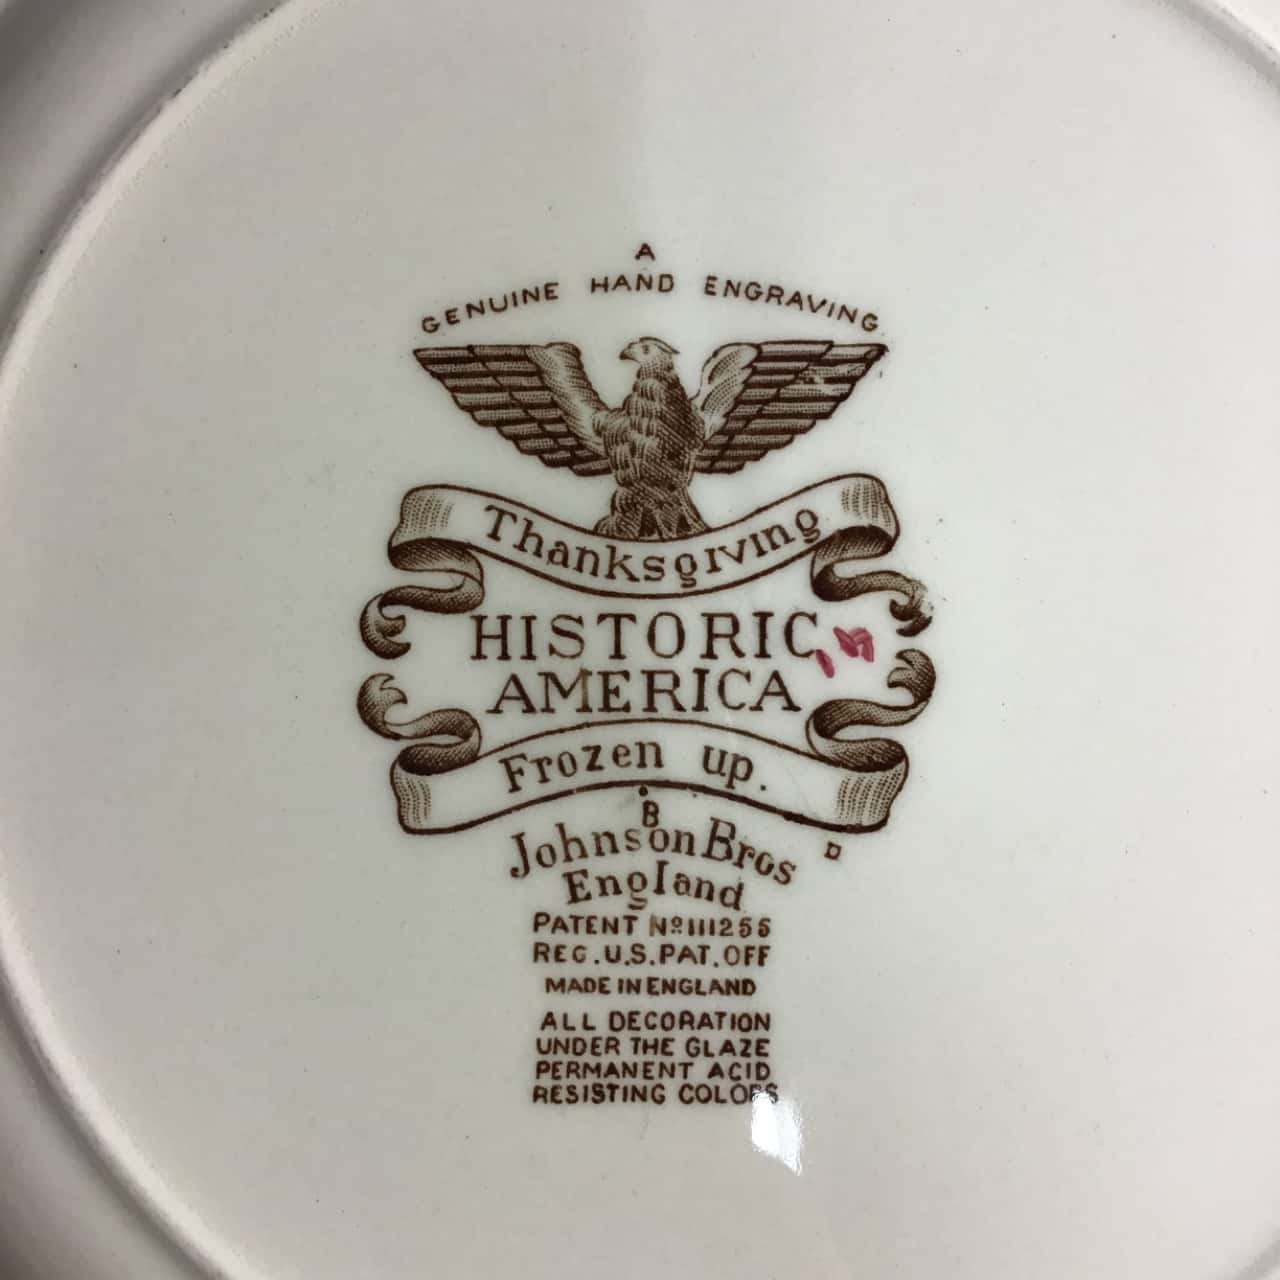 A
GENUINE HAND ENGRAVING
Thanksgiving
HISTORIC
AMERICA
Frozen up.
B
Johnson Bros
England
D
PATENT Nº 111255
REG. U.S. PAT. OFF
MADE IN ENGLAND
ALL DECORATION
UNDER THE GLAZE
PERMANENT ACID
RESISTING COLORS